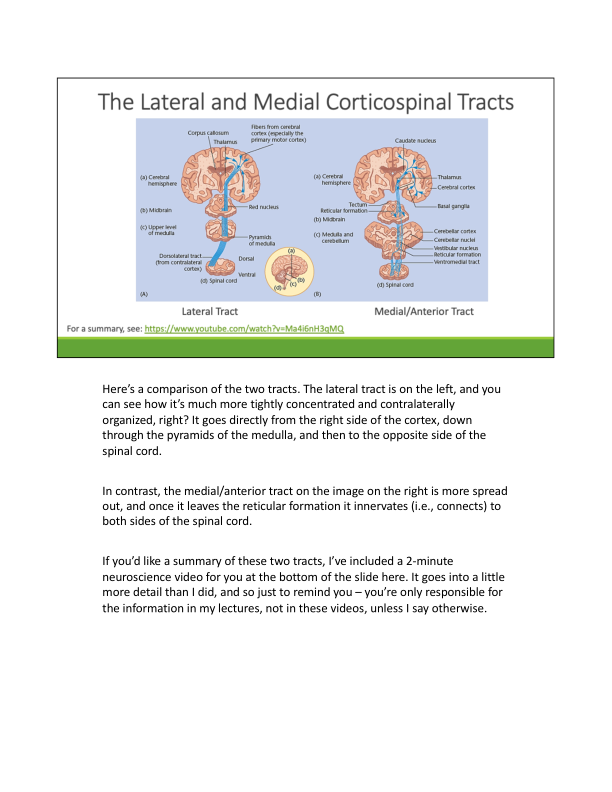 The Lateral and Medial Corticospinal Tracts
Corpus callosum
Thalamus
Fibers from cerebral
cortex (especially the
primary motor cortex)
(a) Cerebral
hemisphere
(b) Midbrain
Red nucleus
(c) Upper level
of medulla
Pyramids
of medulla
Dorsolateral tract
(from contralateral
cortex)
Dorsal
Ventral
(d) Spinal cord
(A)
(a)
(b)
(c)
(d)
Caudate nucleus
(a) Cerebral
hemisphere
Thalamus
Cerebral cortex
Tectum
Reticular formation
Basal ganglia
(b) Midbrain
(c) Medulla and
cerebellum
Cerebellar cortex
Cerebellar nuclei
Vestibular nucleus
Reticular formation
Ventromedial tract
(d) Spinal cord
(B)
Lateral Tract
Medial/Anterior Tract
For a summary, see: https://www.youtube.com/watch?v=Ma4i6nH3qMQ
Here’s a comparison of the two tracts. The lateral tract is on the left, and you
can see how it’s much more tightly concentrated and contralaterally
organized, right? It goes directly from the right side of the cortex, down
through the pyramids of the medulla, and then to the opposite side of the
spinal cord.
In contrast, the medial/anterior tract on the image on the right is more spread
out, and once it leaves the reticular formation it innervates (i.e., connects) to
both sides of the spinal cord.
If you’d like a summary of these two tracts, I’ve included a 2-minute
neuroscience video for you at the bottom of the slide here. It goes into a little
more detail than I did, and so just to remind you – you’re only responsible for
the information in my lectures, not in these videos, unless I say otherwise.